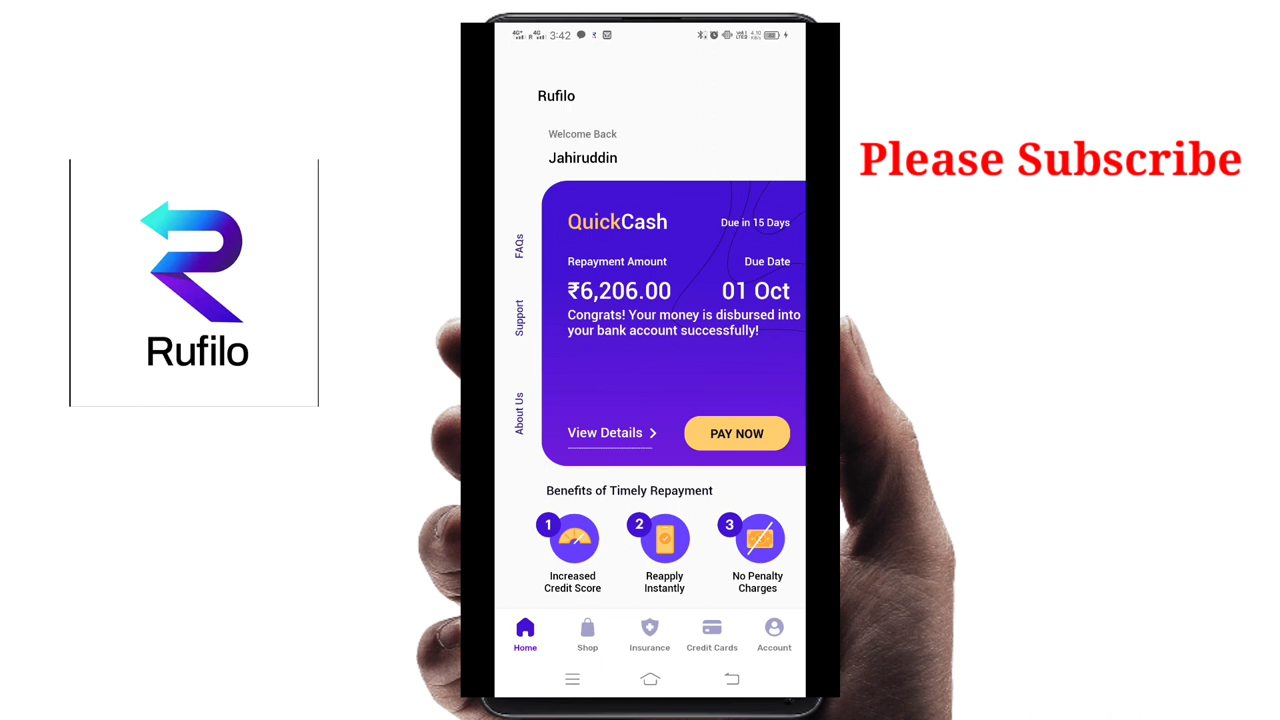 Rufilo
3:42
Rufilo
Welcome Back
Jahiruddin
FAQs
Support
About Us
QuickCash
Due in 15 Days
Repayment Amount
Due Date
₹6,206.00
01 Oct
Congrats! Your money is disbursed into
your bank account successfully!
View Details
PAY NOW
Benefits of Timely Repayment
1
2
3
Increased
Credit Score
Reapply
Instantly
No Penalty
Charges
Home
Shop
Insurance
Credit Cards
Account
Please Subscribe